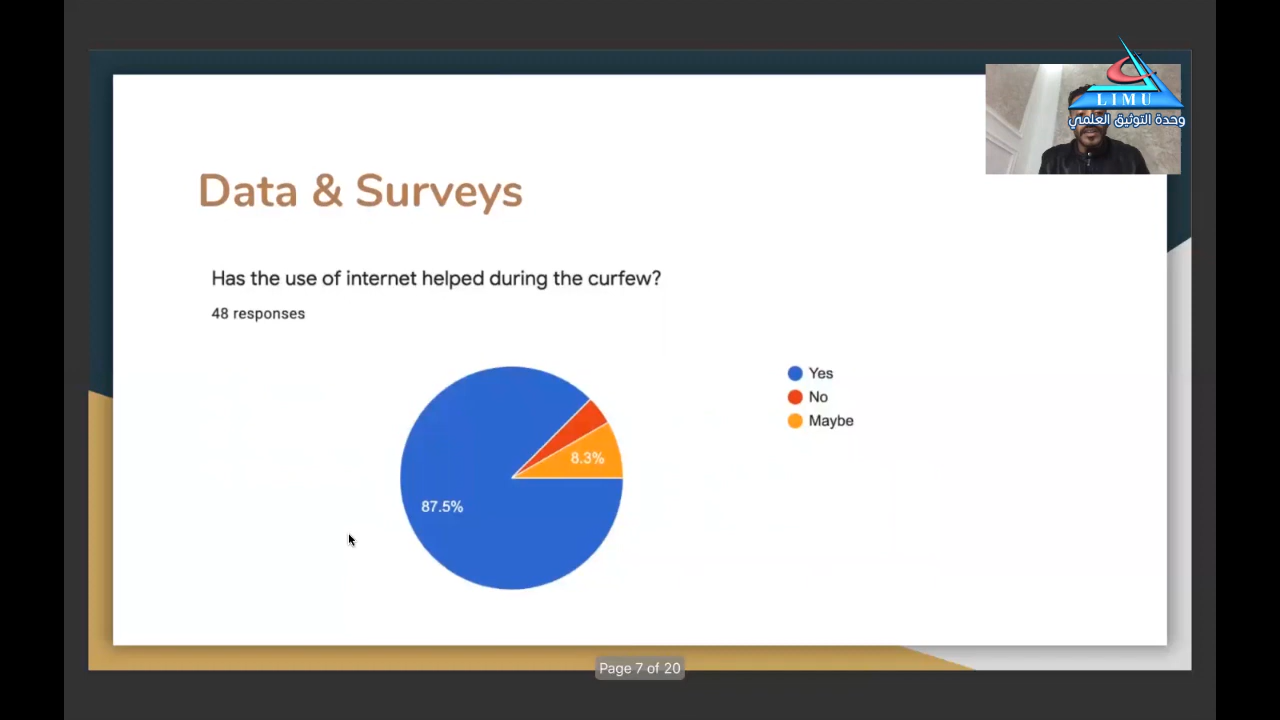 LIMU
وحدة التوثيق العلمي
Data & Surveys
Has the use of internet helped during the curfew?
48 responses
Yes
No
Maybe
8.3%
87.5%
Page 7 of 20